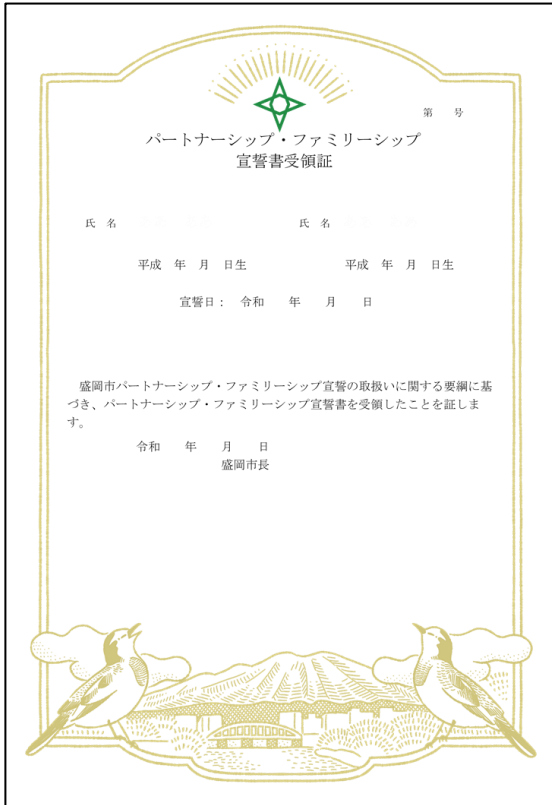 第　号
パートナーシップ・ファミリーシップ
宣誓書受領証
氏 名　氏 名
平成　年　月　日生　平成　年　月　日生
宣誓日：　令和　年　月　日
盛岡市パートナーシップ・ファミリーシップ宣誓の取扱いに関する要綱に基
づき、パートナーシップ・ファミリーシップ宣誓書を受領したことを証しま
す。
令和　年　月　日
盛岡市長